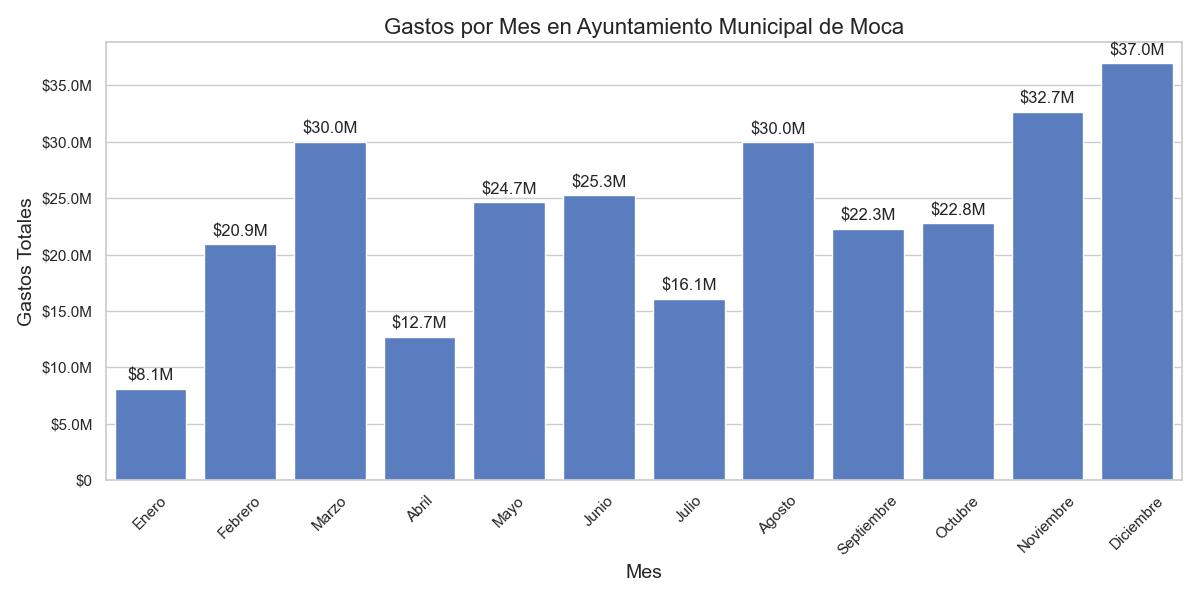 Gastos por Mes en Ayuntamiento Municipal de Moca
Gastos Totales
$35.0M
$30.0M
$25.0M
$20.0M
$15.0M
$10.0M
$5.0M
$0
$8.1M
$20.9M
$30.0M
$12.7M
$24.7M
$25.3M
$16.1M
$30.0M
$22.3M
$22.8M
$32.7M
$37.0M
Enero
Febrero
Marzo
Abril
Mayo
Junio
Julio
Agosto
Septiembre
Octubre
Noviembre
Diciembre
Mes